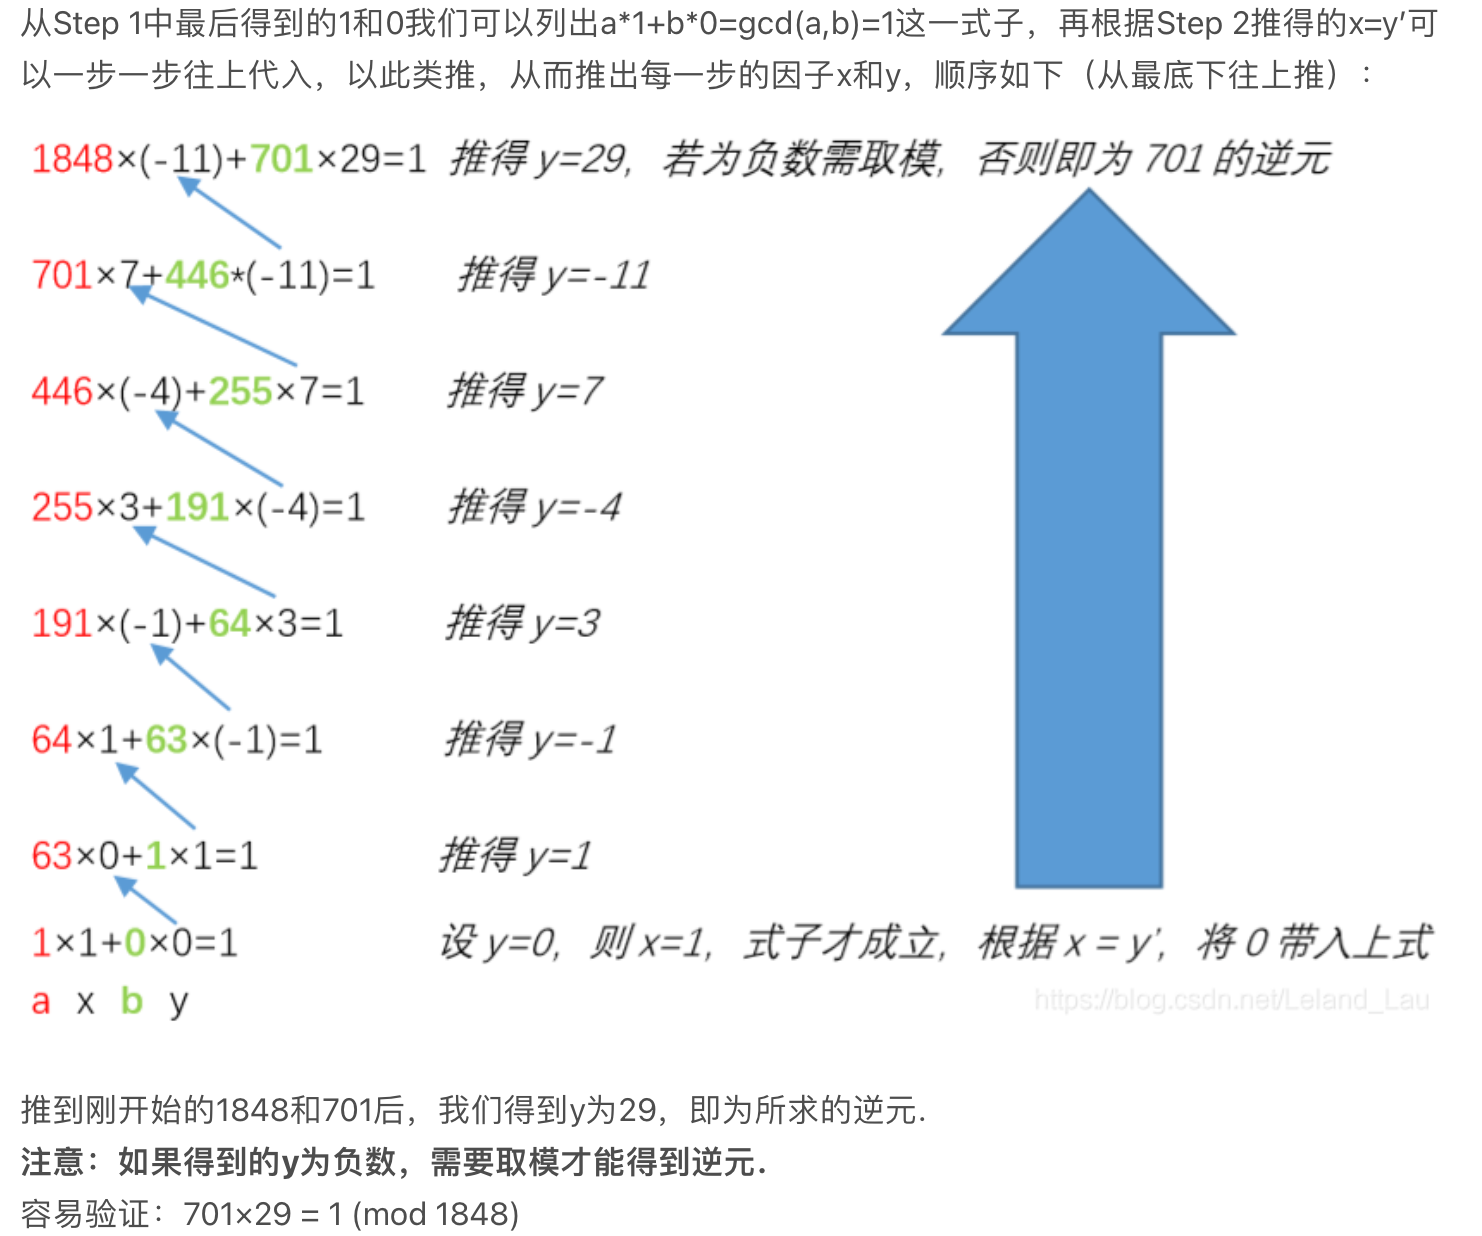 从Step 1中最后得到的1和0我们可以列出a*1+b*0=gcd(a,b)=1这一式子，再根据Step 2推得的x=y′可
以一步一步往上代入，以此类推，从而推出每一步的因子x和y，顺序如下（从最底下往上推）：
1848×(-11)+701×29=1 推得 y=29，若为负数需取模，否则即为 701 的逆元
701×7+446*(-11)=1 推得 y=-11
446×(-4)+255×7=1 推得 y=7
255×3+191×(-4)=1 推得 y=-4
191×(-1)+64×3=1 推得 y=3
64×1+63×(-1)=1 推得 y=-1
63×0+1×1=1 推得 y=1
1×1+0×0=1 设 y=0，则 x=1，式子才成立，根据 x = y'，将 0 带入上式
a x b y
https://blog.csdn.net/Leland_Lau
推到刚开始的1848和701后，我们得到y为29，即为所求的逆元.
注意：如果得到的y为负数，需要取模才能得到逆元.
容易验证：701×29 = 1 (mod 1848)